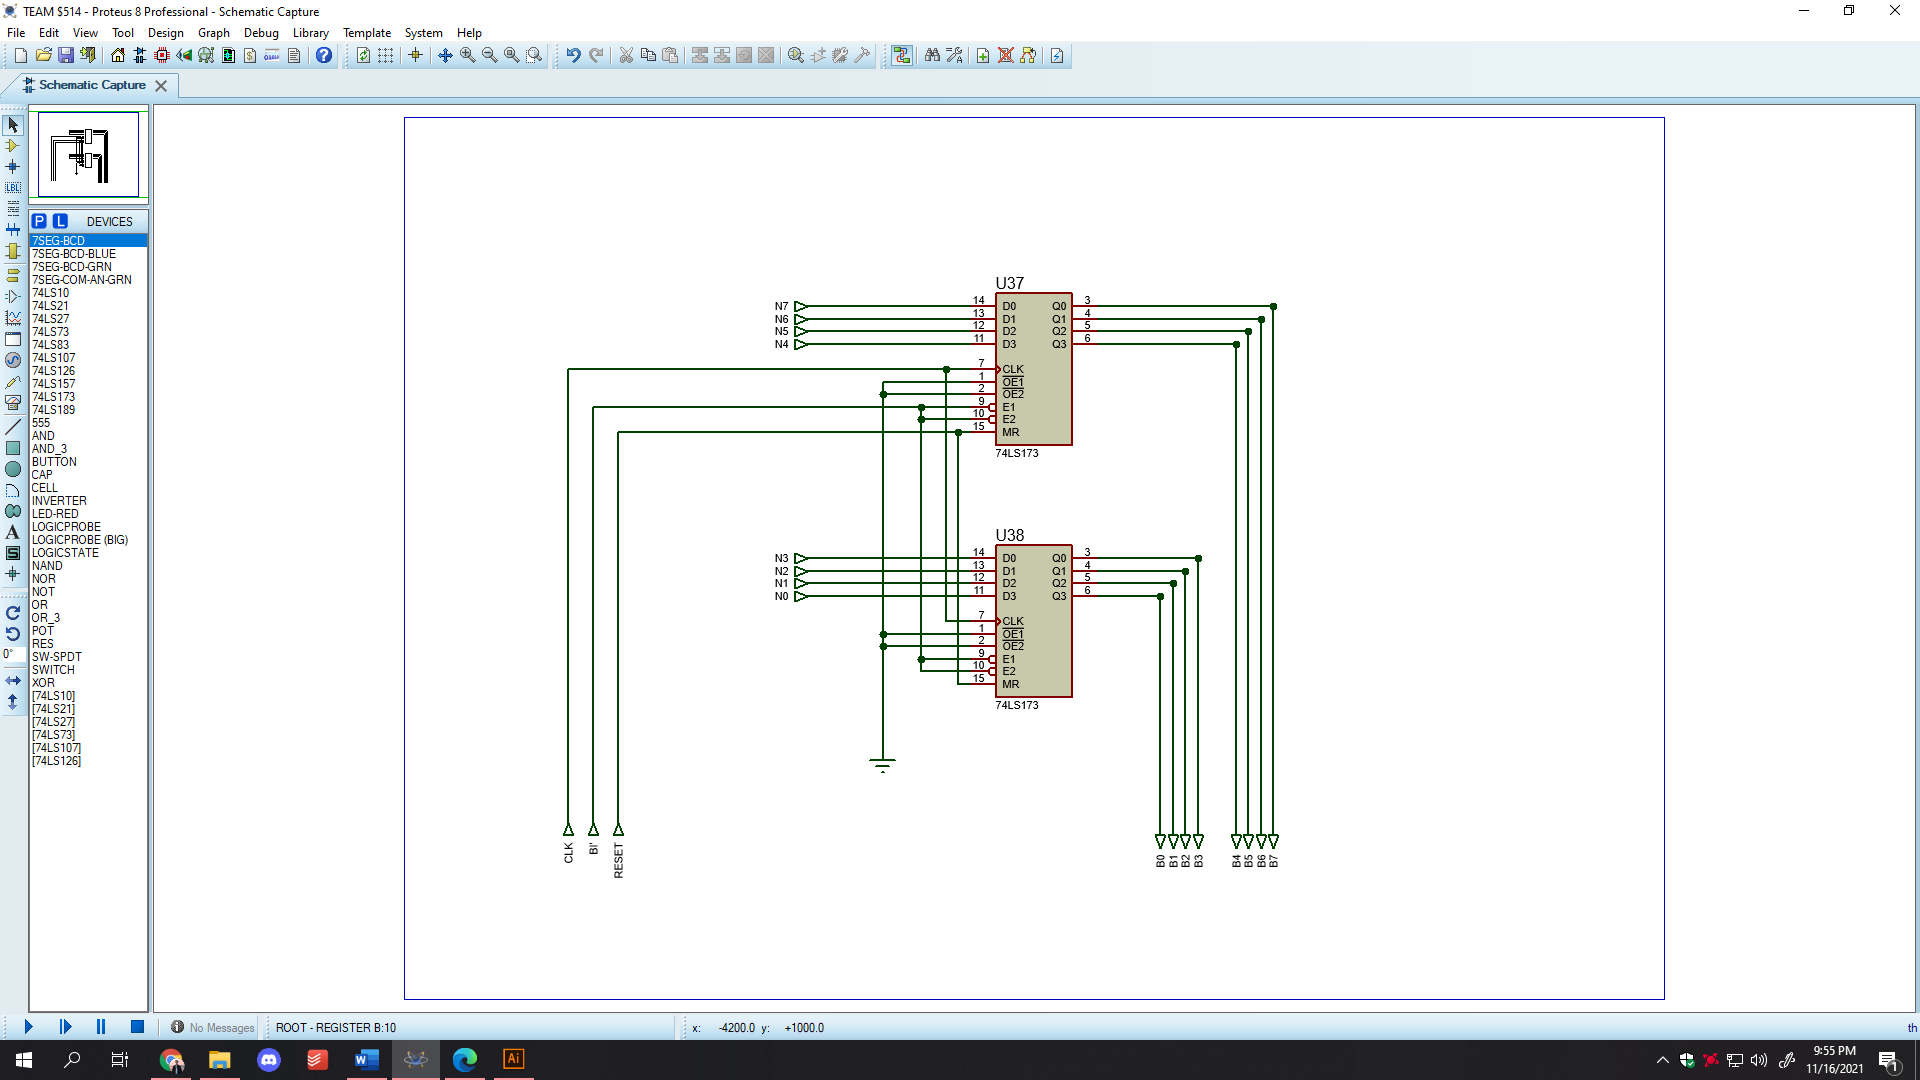 TEAM $514 - Proteus 8 Professional - Schematic Capture
File Edit View Tool Design Graph Debug Library Template System Help
Schematic Capture
P L DEVICES
7SEG-BCD
7SEG-BCD-BLUE
7SEG-BCD-GRN
7SEG-COM-AN-GRN
74LS10
74LS21
74LS27
74LS73
74LS83
74LS107
74LS126
74LS157
74LS173
74LS189
555
AND
AND_3
BUTTON
CAP
CELL
INVERTER
LED-RED
LOGICPROBE
LOGICPROBE (BIG)
LOGICSTATE
NAND
NOR
NOT
OR
OR_3
POT
RES
SW-SPDT
SWITCH
XOR
[74LS10]
[74LS21]
[74LS27]
[74LS73]
[74LS107]
[74LS126]
LBL
A
S
0°
U37
N7 14 D0 Q0 3
N6 13 D1 Q1 4
N5 12 D2 Q2 5
N4 11 D3 Q3 6
7 CLK
1 OE1
2 OE2
9 E1
10 E2
15 MR
74LS173
U38
N3 14 D0 Q0 3
N2 13 D1 Q1 4
N1 12 D2 Q2 5
N0 11 D3 Q3 6
7 CLK
1 OE1
2 OE2
9 E1
10 E2
15 MR
74LS173
CLK
BI'
RESET
B0
B1
B2
B3
B4
B5
B6
B7
No Messages
ROOT - REGISTER B:10
x: -4200.0 y: +1000.0
th
Ai
9:55 PM
11/16/2021
1